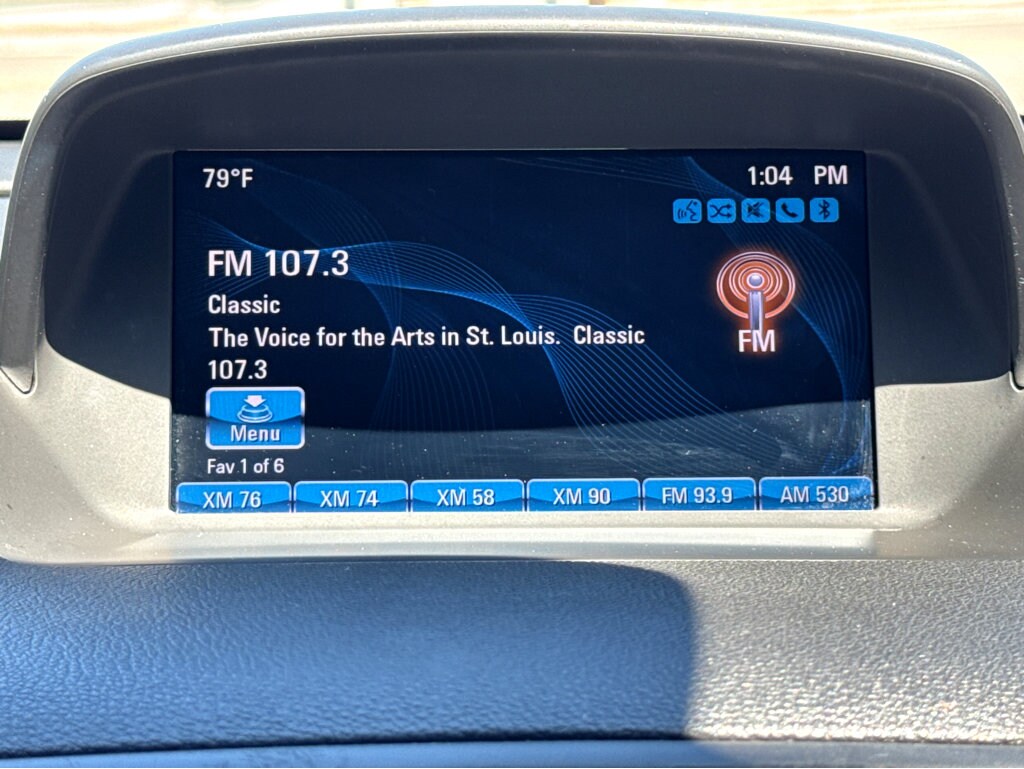 79°F
1:04 PM
FM 107.3
Classic
The Voice for the Arts in St. Louis. Classic
107.3
FM
Menu
Fav 1 of 6
XM 76 XM 74 XM 58 XM 90 FM 93.9 AM 530